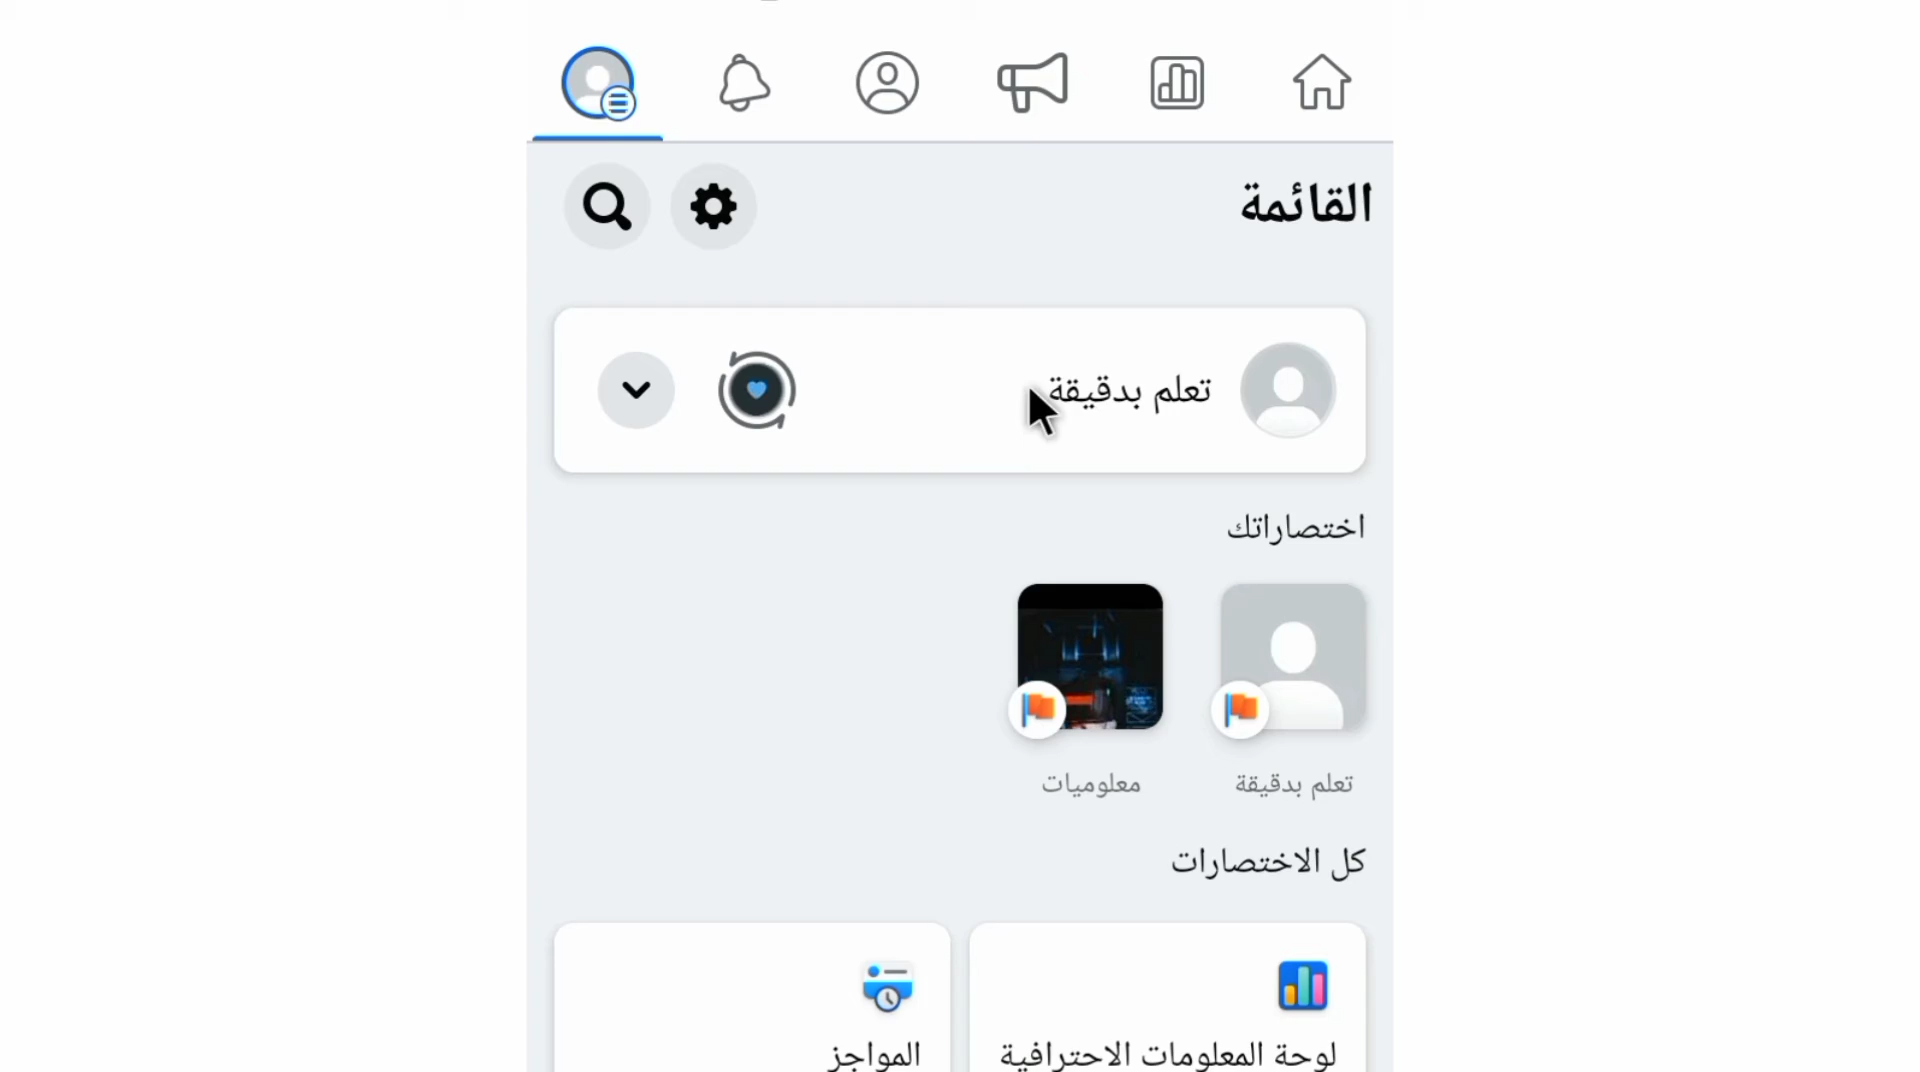 القائمة
تعلم بدقيقة
اختصاراتك
تعلم بدقيقة
معلوميات
كل الاختصارات
لوحة المعلومات الاحترافية
المواجز